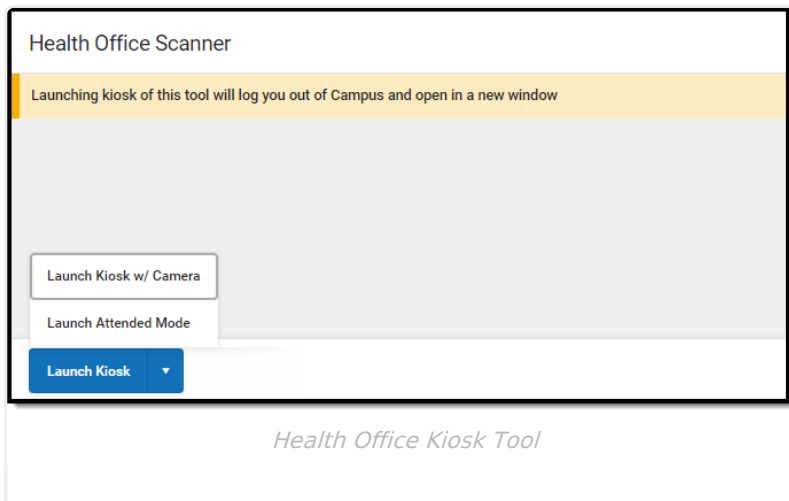 Health Office Scanner
Launching kiosk of this tool will log you out of Campus and open in a new window
Launch Kiosk w/ Camera
Launch Attended Mode
Launch Kiosk
Health Office Kiosk Tool